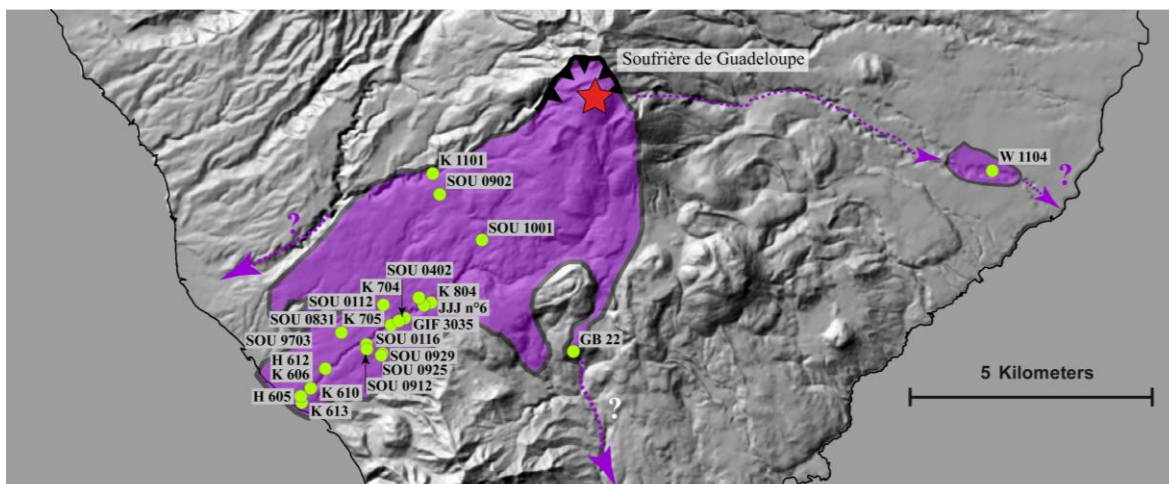 Soufrière de Guadeloupe
K 1101
W 1104
SOU 0902
?
?
SOU 1001
SOU 0402
K 704
K 804
SOU 0112
JJJ n°6
SOU 0831
K 705
GIF 3035
SOU 9703
SOU 0116
GB 22
H 612
SOU 0929
K 606
SOU 0925
SOU 0912
5 Kilometers
H 605
K 610
K 613
?